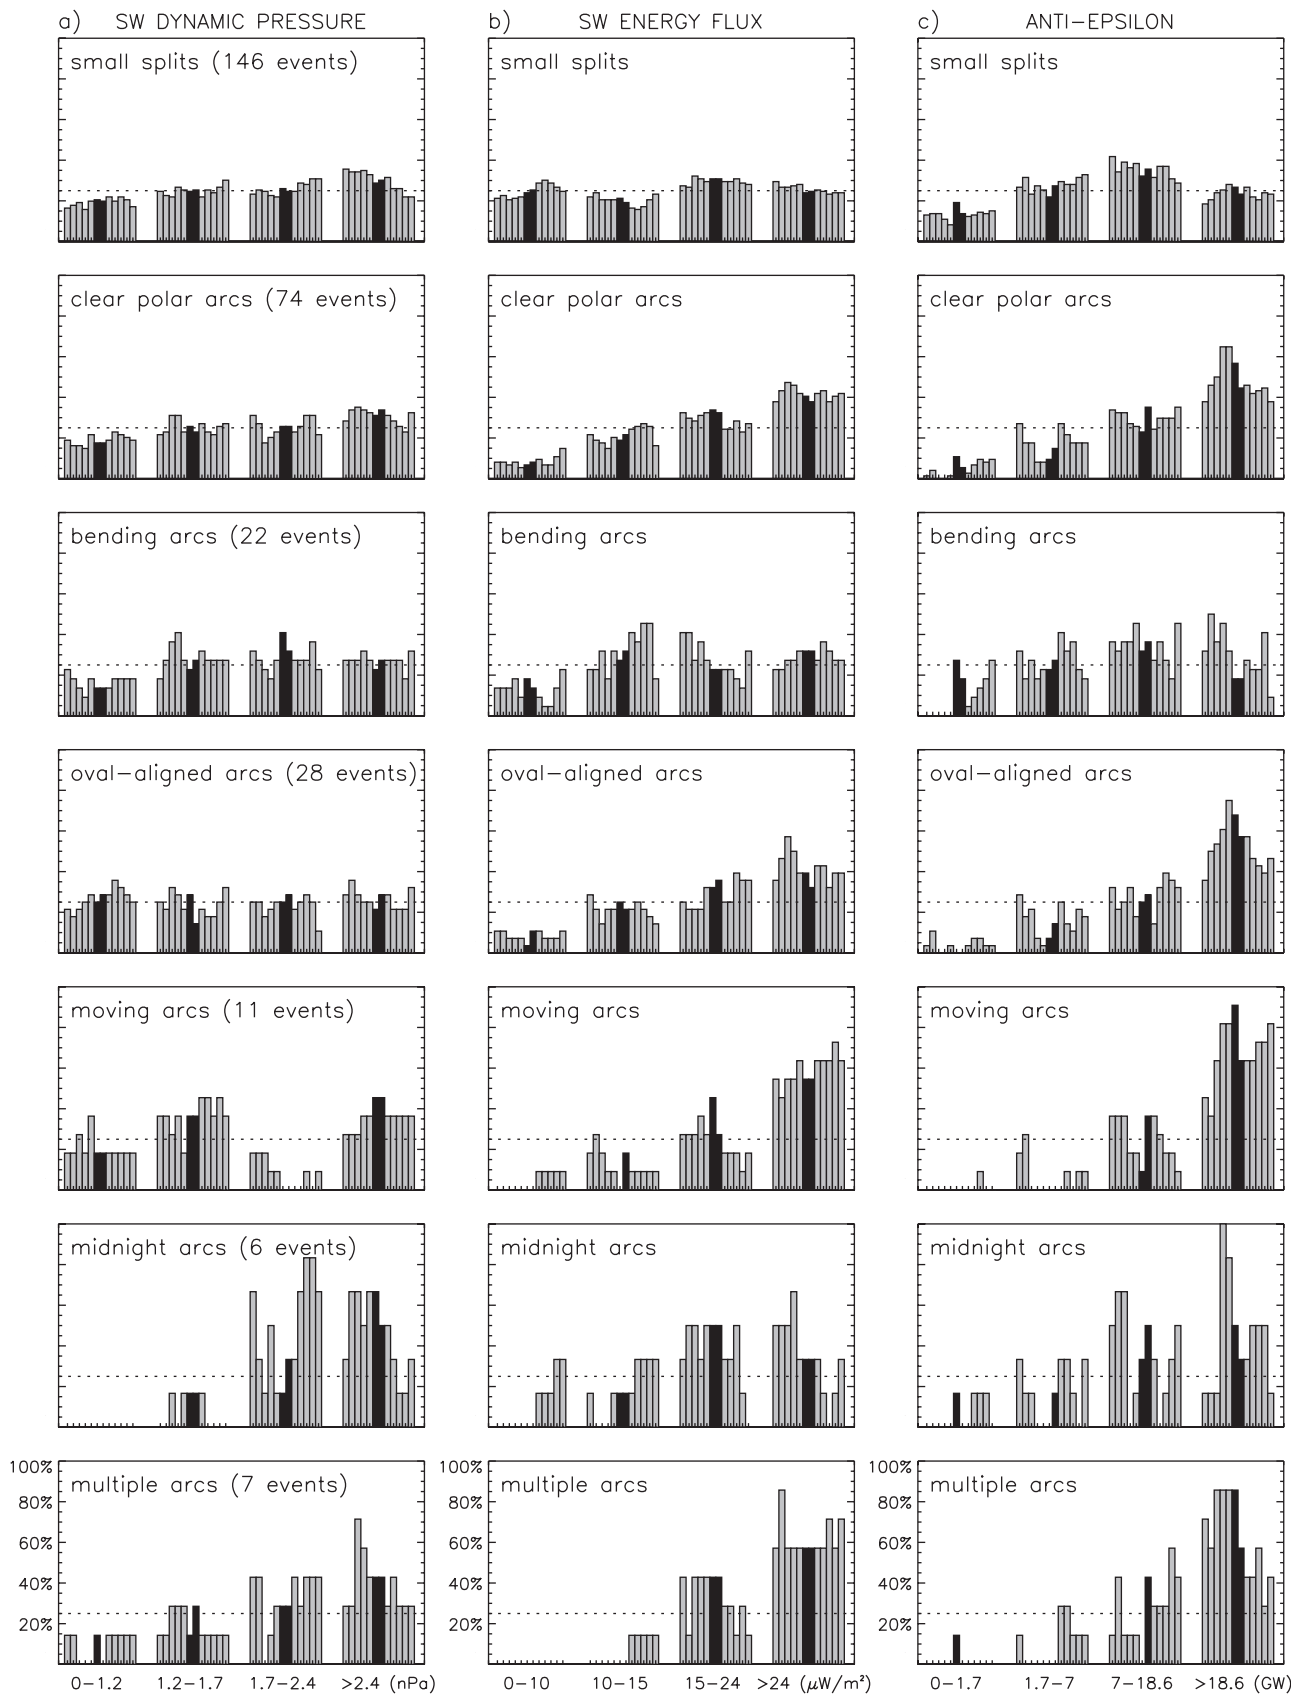 a) SW DYNAMIC PRESSURE b) SW ENERGY FLUX c) ANTI-EPSILON
small splits (146 events) small splits small splits
clear polar arcs (74 events) clear polar arcs clear polar arcs
bending arcs (22 events) bending arcs bending arcs
oval-aligned arcs (28 events) oval-aligned arcs oval-aligned arcs
moving arcs (11 events) moving arcs moving arcs
midnight arcs (6 events) midnight arcs midnight arcs
100% 100%
multiple arcs (7 events) multiple arcs multiple arcs
80% 80%
60% 60%
40% 40%
20% 20%
0-1.2 1.2-1.7 1.7-2.4 >2.4 (nPa) 0-10 10-15 15-24 >24 (μW/m²) 0-1.7 1.7-7 7-18.6 >18.6 (GW)